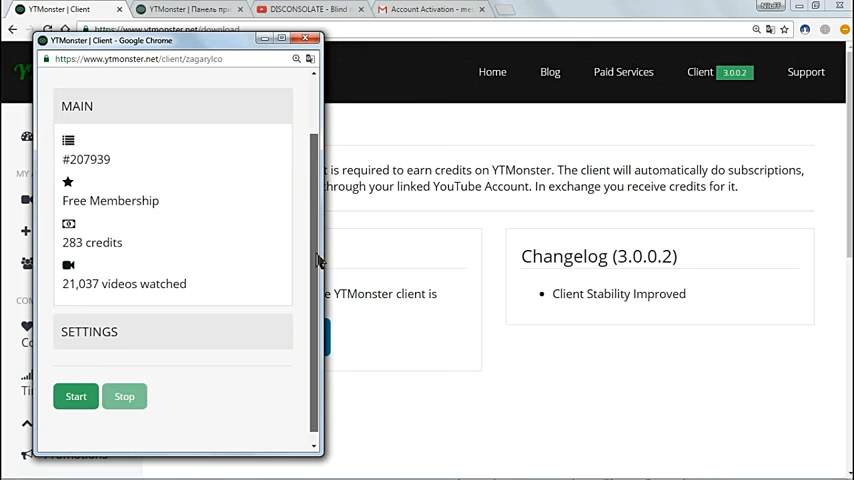 YTMonster | Client
YTMonster | Панель при
DISCONSOLATE - Blind
Account Activation - me
https://www.ytmonster.net/download
YTMonster | Client - Google Chrome
https://www.ytmonster.net/client/zagarylco
Home
Blog
Paid Services
Client 3.0.0.2
Support
MAIN
#207939
Free Membership
283 credits
21,037 videos watched
SETTINGS
Start
Stop
t is required to earn credits on YTMonster. The client will automatically do subscriptions,
through your linked YouTube Account. In exchange you receive credits for it.
e YTMonster client is
Changelog (3.0.0.2)
Client Stability Improved